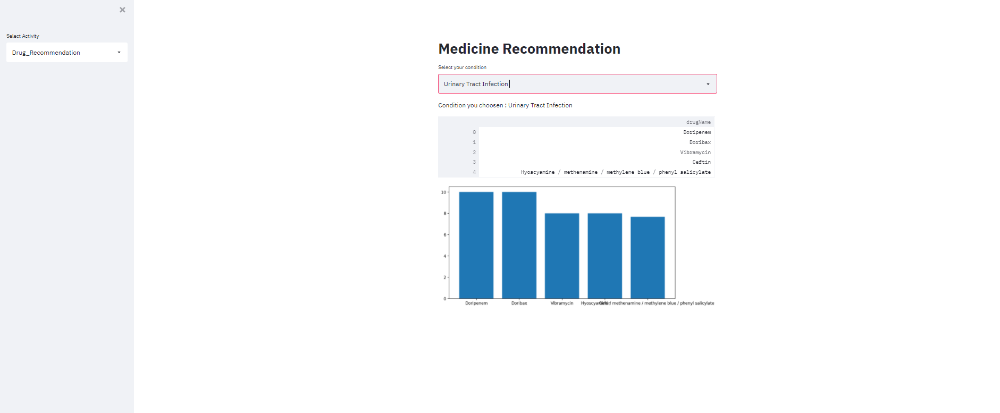 Select Activity
Drug_Recommendation
Medicine Recommendation
Select your condition
Urinary Tract Infection
Condition you choosen : Urinary Tract Infection
drugName
0 Doripenem
1 Doribax
2 Vibramycin
3 Ceftin
4 Hyoscyamine / methenamine / methylene blue / phenyl salicylate
10
8
6
4
2
0
Doripenem Doribax Vibramycin methenamine / methylene blue / phenyl salicylate